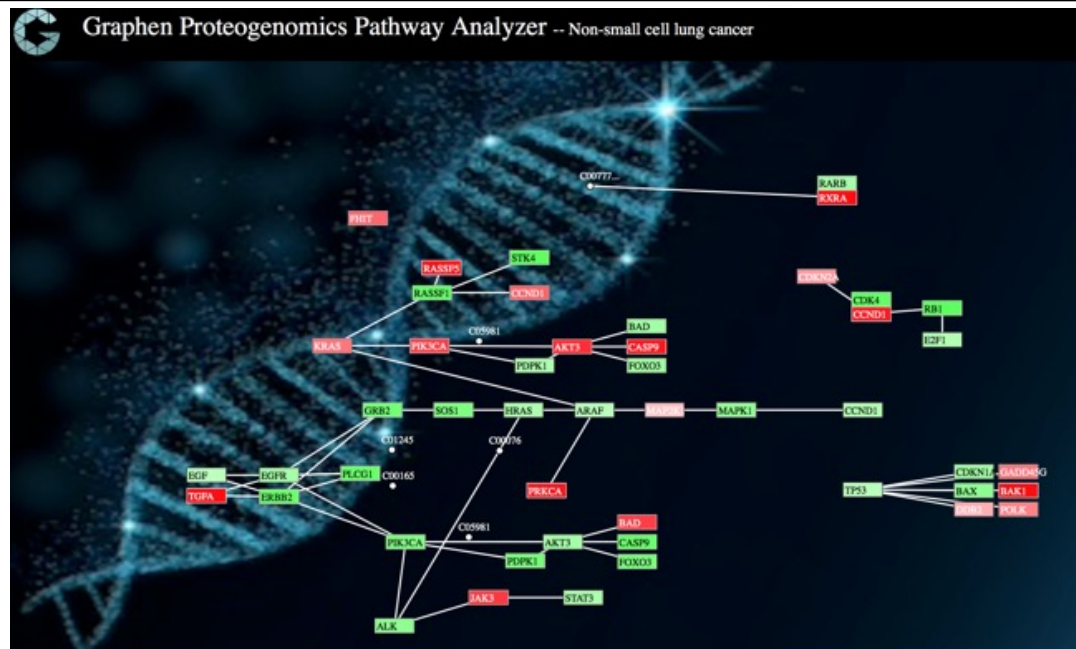 Graphen Proteogenomics Pathway Analyzer -- Non-small cell lung cancer
C00777...
RARB
RXRA
FHIT
STK4
RASSF5
RASSF1
CCND1
CDKN2A
CDK4
CCND1
RB1
E2F1
C05981
BAD
KRAS
PIK3CA
AKT3
CASP9
PDPK1
FOXO3
GRB2
SOS1
HRAS
ARAF
MAP2K
MAPK1
CCND1
C01245
C00076
EGF
EGFR
PLCG1
C00165
TGFA
ERBB2
PRKCA
CDKN1A
GADD45G
TP53
BAX
BAK1
DDB2
POLK
BAD
C05981
PIK3CA
AKT3
CASP9
PDPK1
FOXO3
JAK3
STAT3
ALK